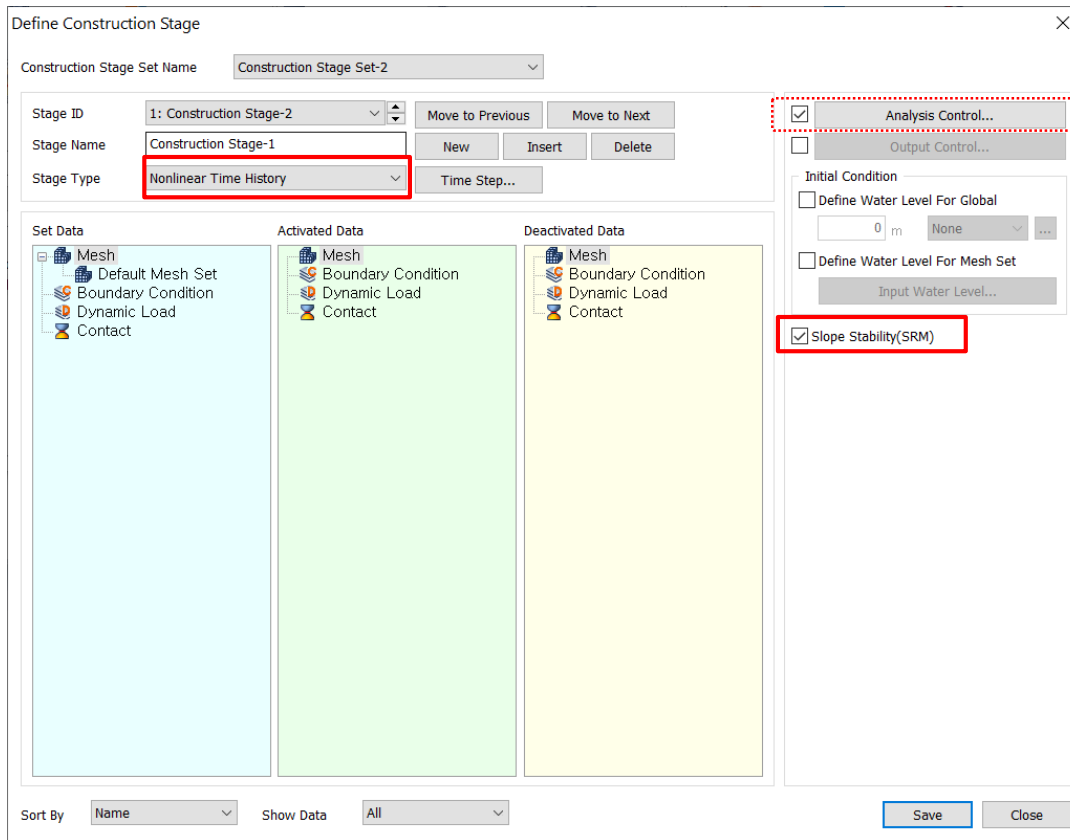 Define Construction Stage
Construction Stage Set Name Construction Stage Set-2
Stage ID 1: Construction Stage-2 Move to Previous Move to Next
Stage Name Construction Stage-1 New Insert Delete
Stage Type Nonlinear Time History Time Step...
Analysis Control...
Output Control...
Initial Condition
Define Water Level For Global
0 m None ...
Define Water Level For Mesh Set
Input Water Level...
Slope Stability(SRM)
Set Data
Mesh
Default Mesh Set
Boundary Condition
Dynamic Load
Contact
Activated Data
Mesh
Boundary Condition
Dynamic Load
Contact
Deactivated Data
Mesh
Boundary Condition
Dynamic Load
Contact
Sort By Name Show Data All Save Close